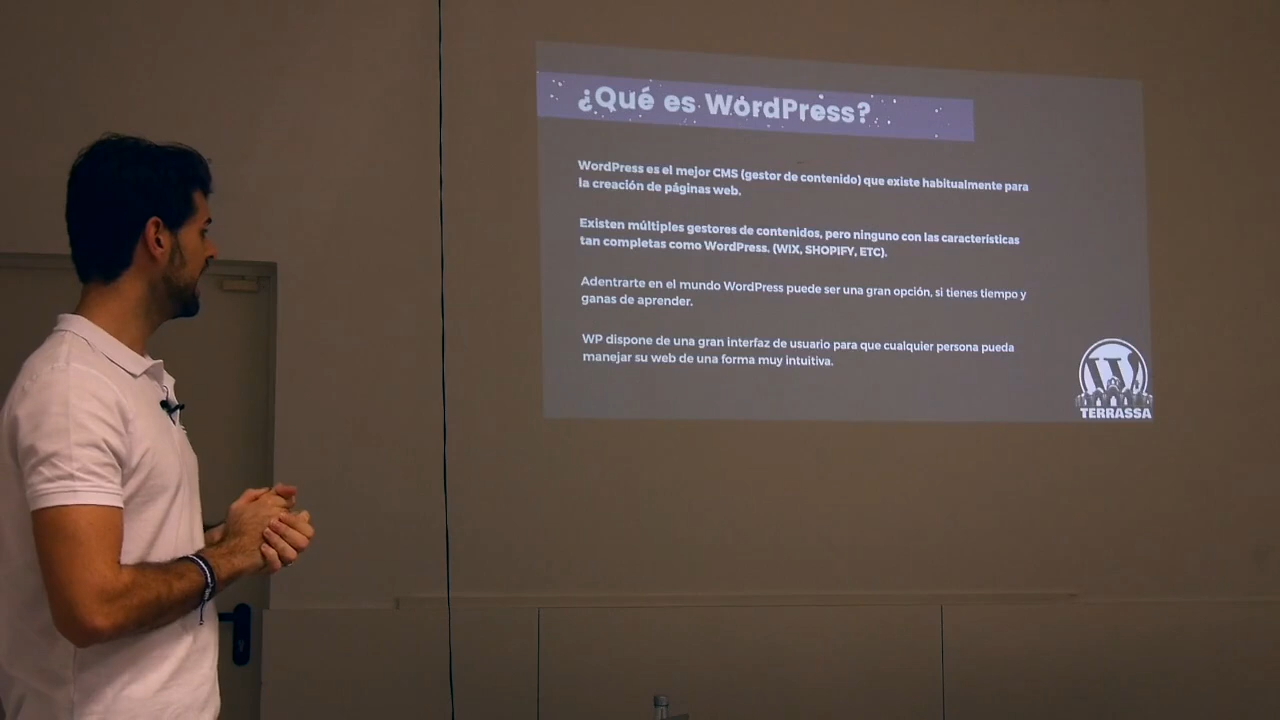 ¿Qué es WordPress?
WordPress es el mejor CMS (gestor de contenido) que existe habitualmente para
la creación de páginas web.
Existen múltiples gestores de contenidos, pero ninguno con las características
tan completas como WordPress. (WIX, SHOPIFY, ETC).
Adentrarte en el mundo WordPress puede ser una gran opción, si tienes tiempo y
ganas de aprender.
WP dispone de una gran interfaz de usuario para que cualquier persona pueda
manejar su web de una forma muy intuitiva.
W
TERRASSA